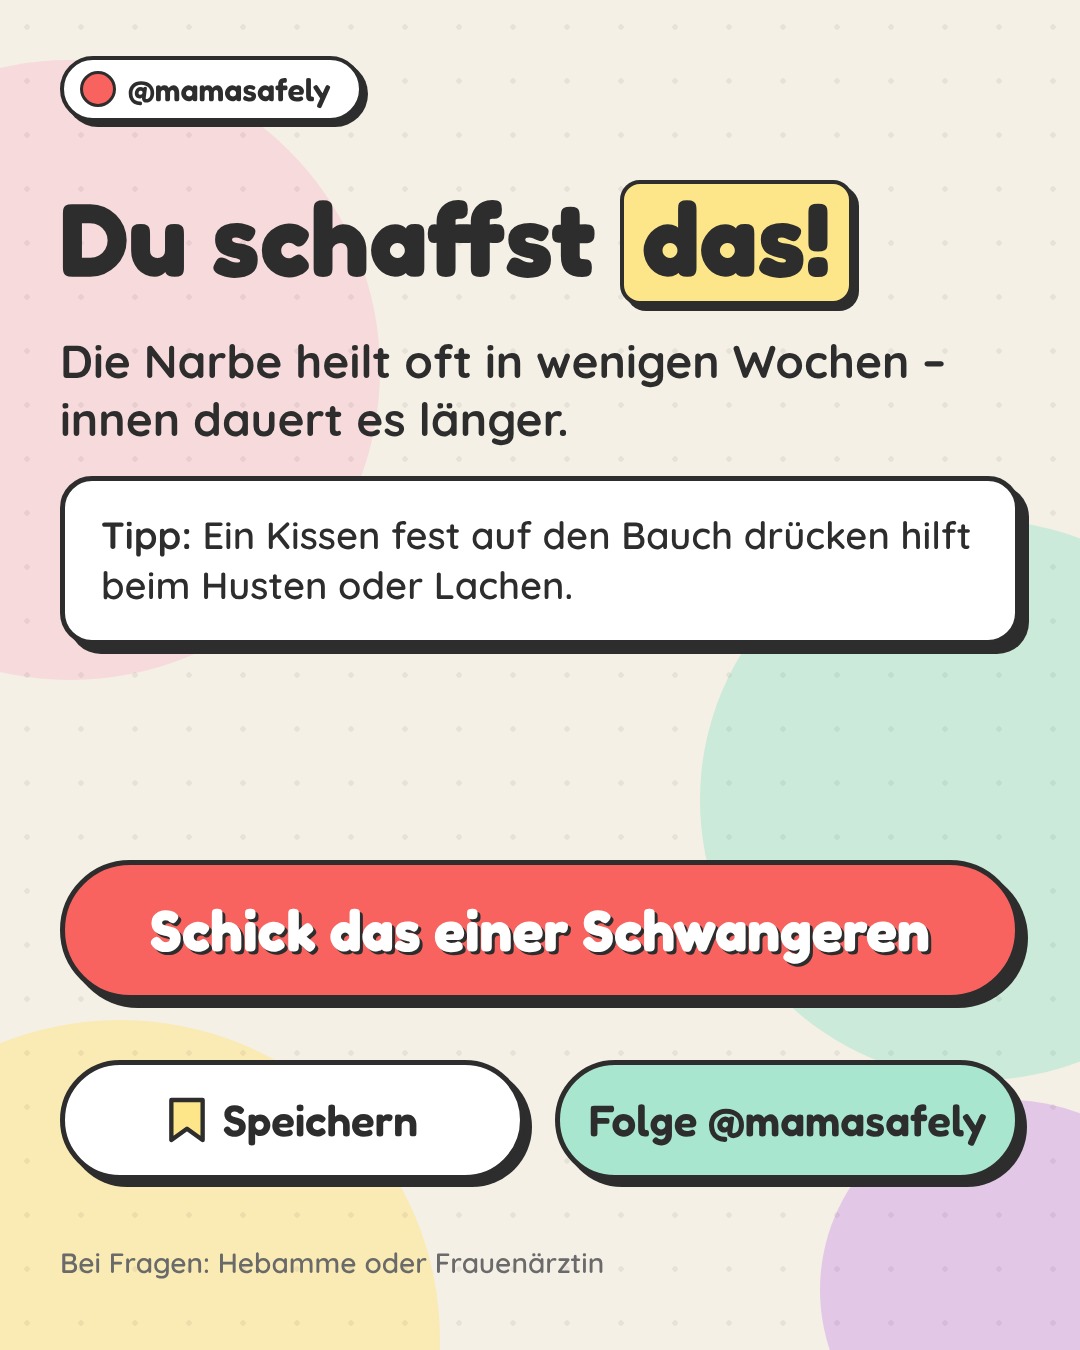 @mamasafely
Du schaffst das!
Die Narbe heilt oft in wenigen Wochen –
innen dauert es länger.
Tipp: Ein Kissen fest auf den Bauch drücken hilft
beim Husten oder Lachen.
Schick das einer Schwangeren
Speichern
Folge @mamasafely
Bei Fragen: Hebamme oder Frauenärztin